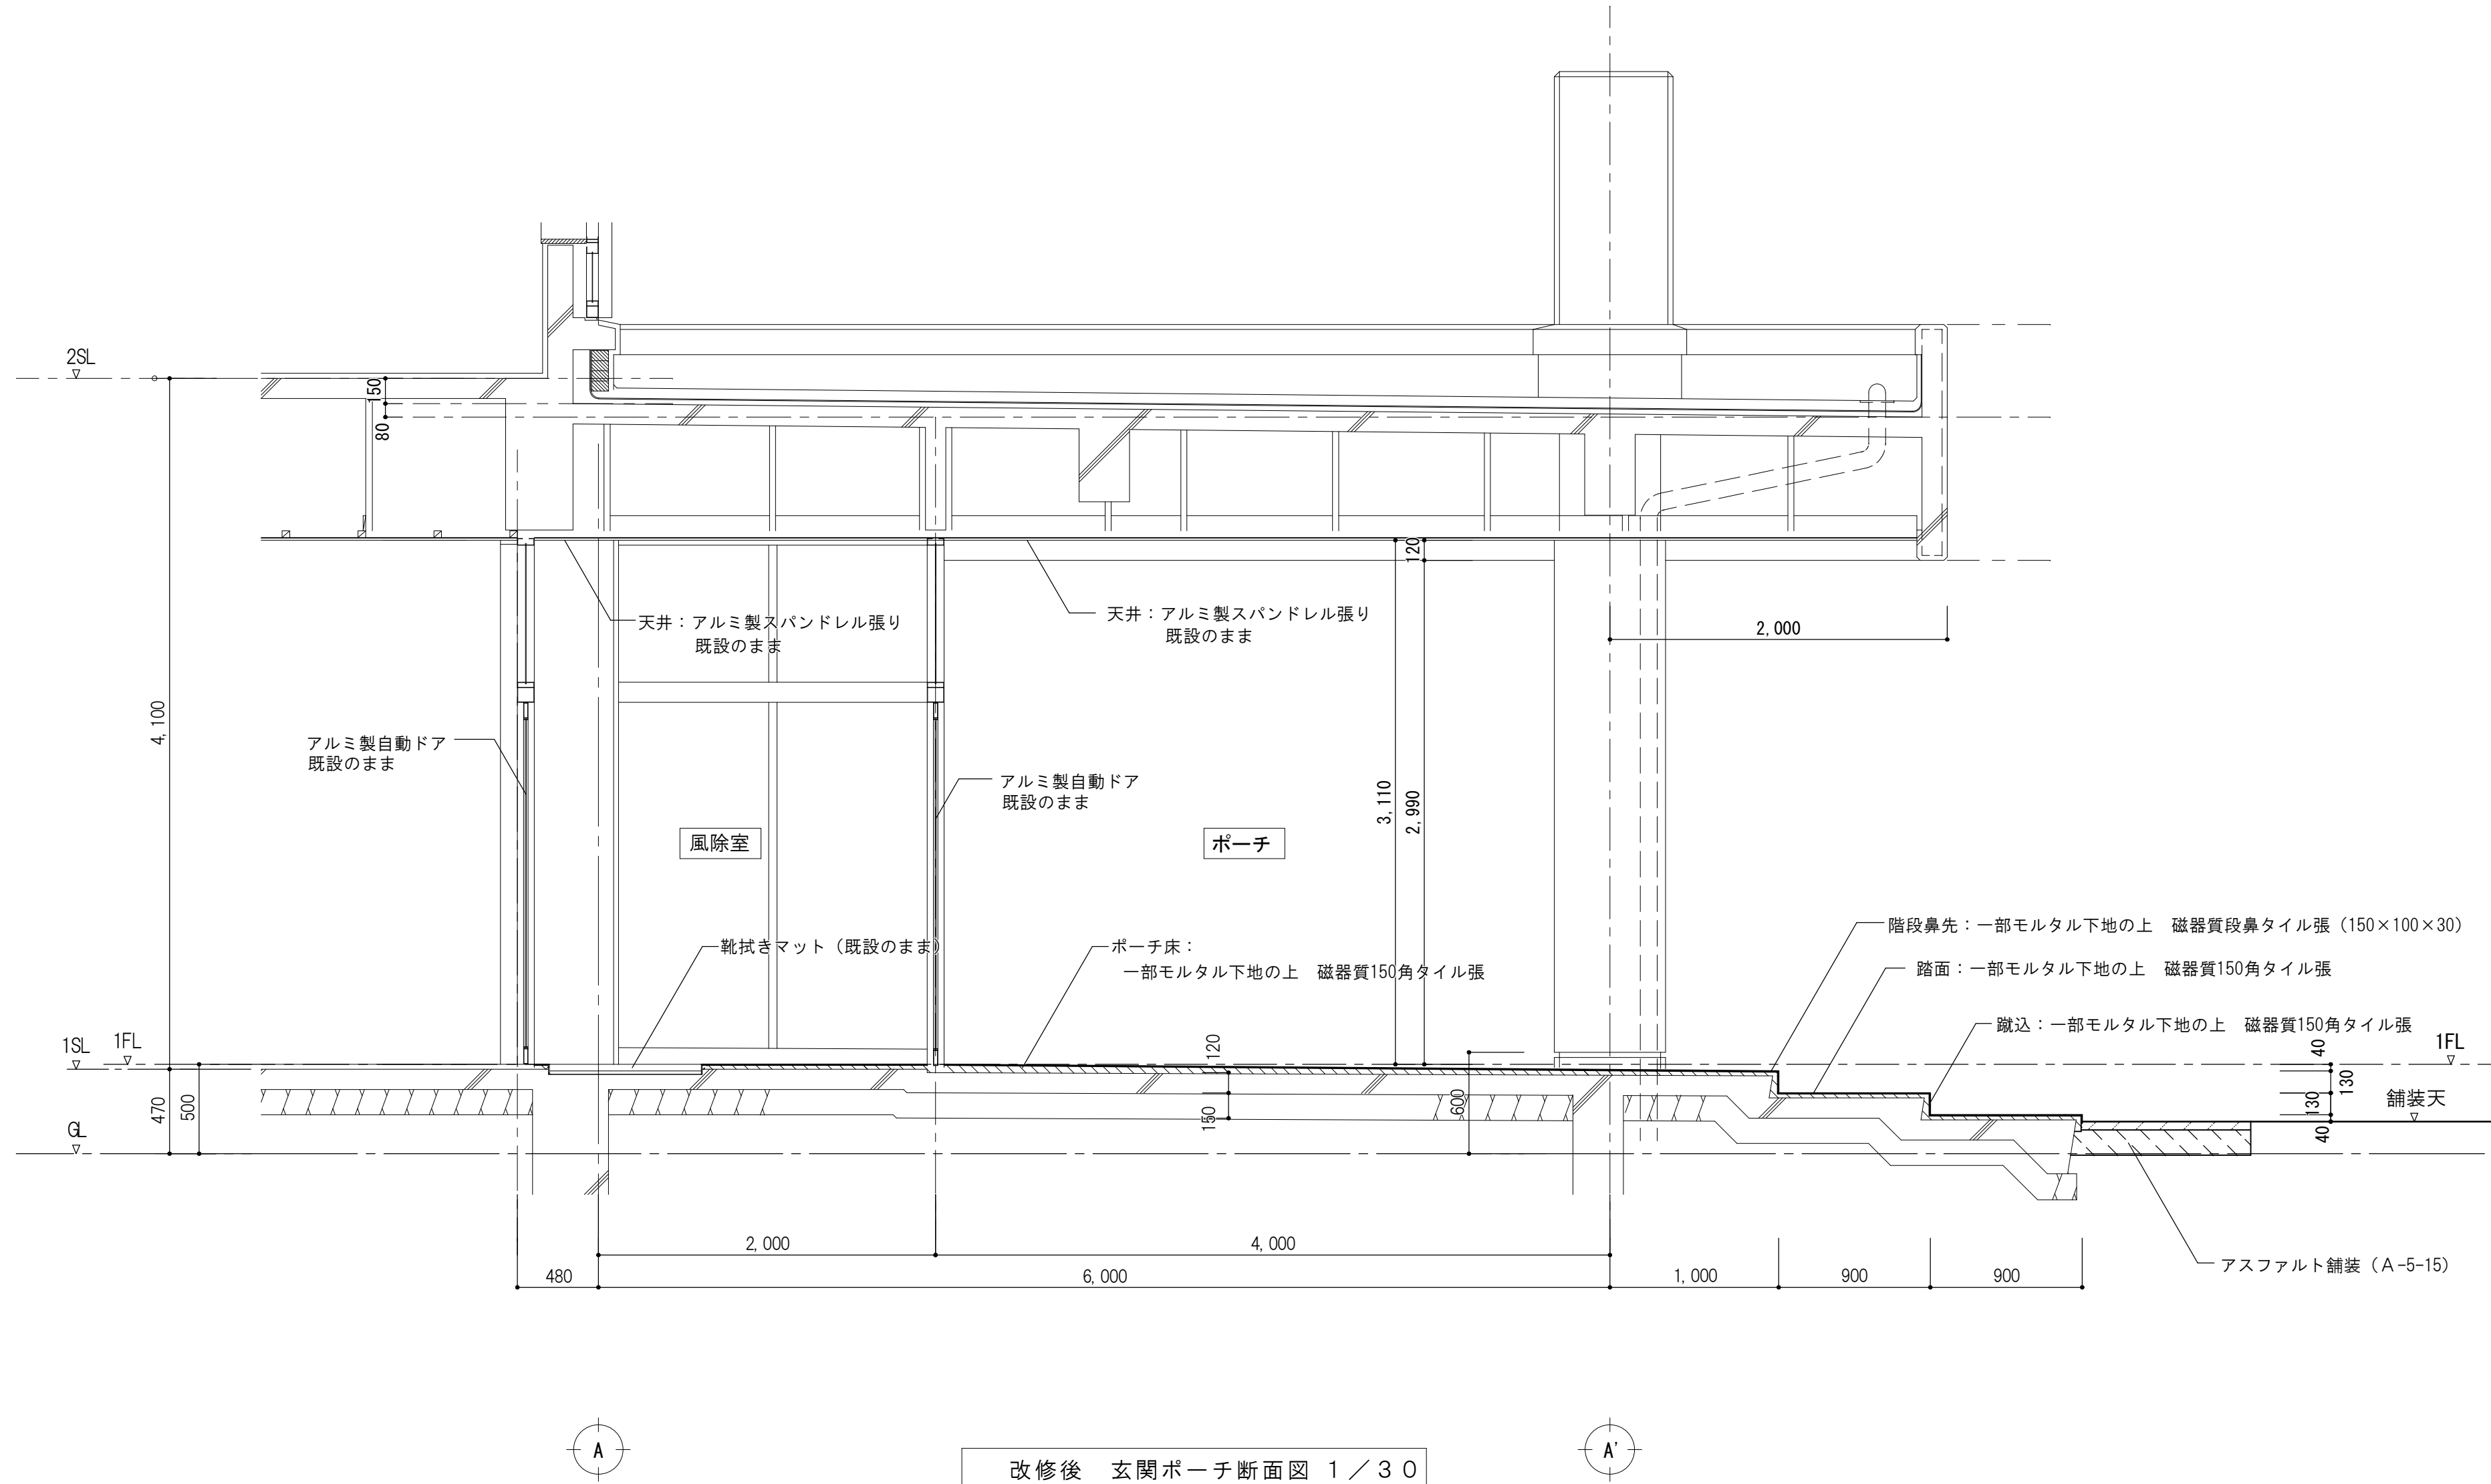 2SL
150
80
120
天井：アルミ製スパンドレル張り
既設のまま
天井：アルミ製スパンドレル張り
既設のまま
2,000
4,100
アルミ製自動ドア
既設のまま
アルミ製自動ドア
既設のまま
3,110
2,990
風除室
ポーチ
靴拭きマット（既設のまま）
ポーチ床：
一部モルタル下地の上　磁器質150角タイル張
階段鼻先：一部モルタル下地の上　磁器質段鼻タイル張（150×100×30）
踏面：一部モルタル下地の上　磁器質150角タイル張
蹴込：一部モルタル下地の上　磁器質150角タイル張
1SL
1FL
120
40
1FL
130
470
500
150
600
130
舗装天
GL
40
2,000
4,000
480
6,000
1,000
900
900
アスファルト舗装（A-5-15）
A
A'
改修後　玄関ポーチ断面図 1／30